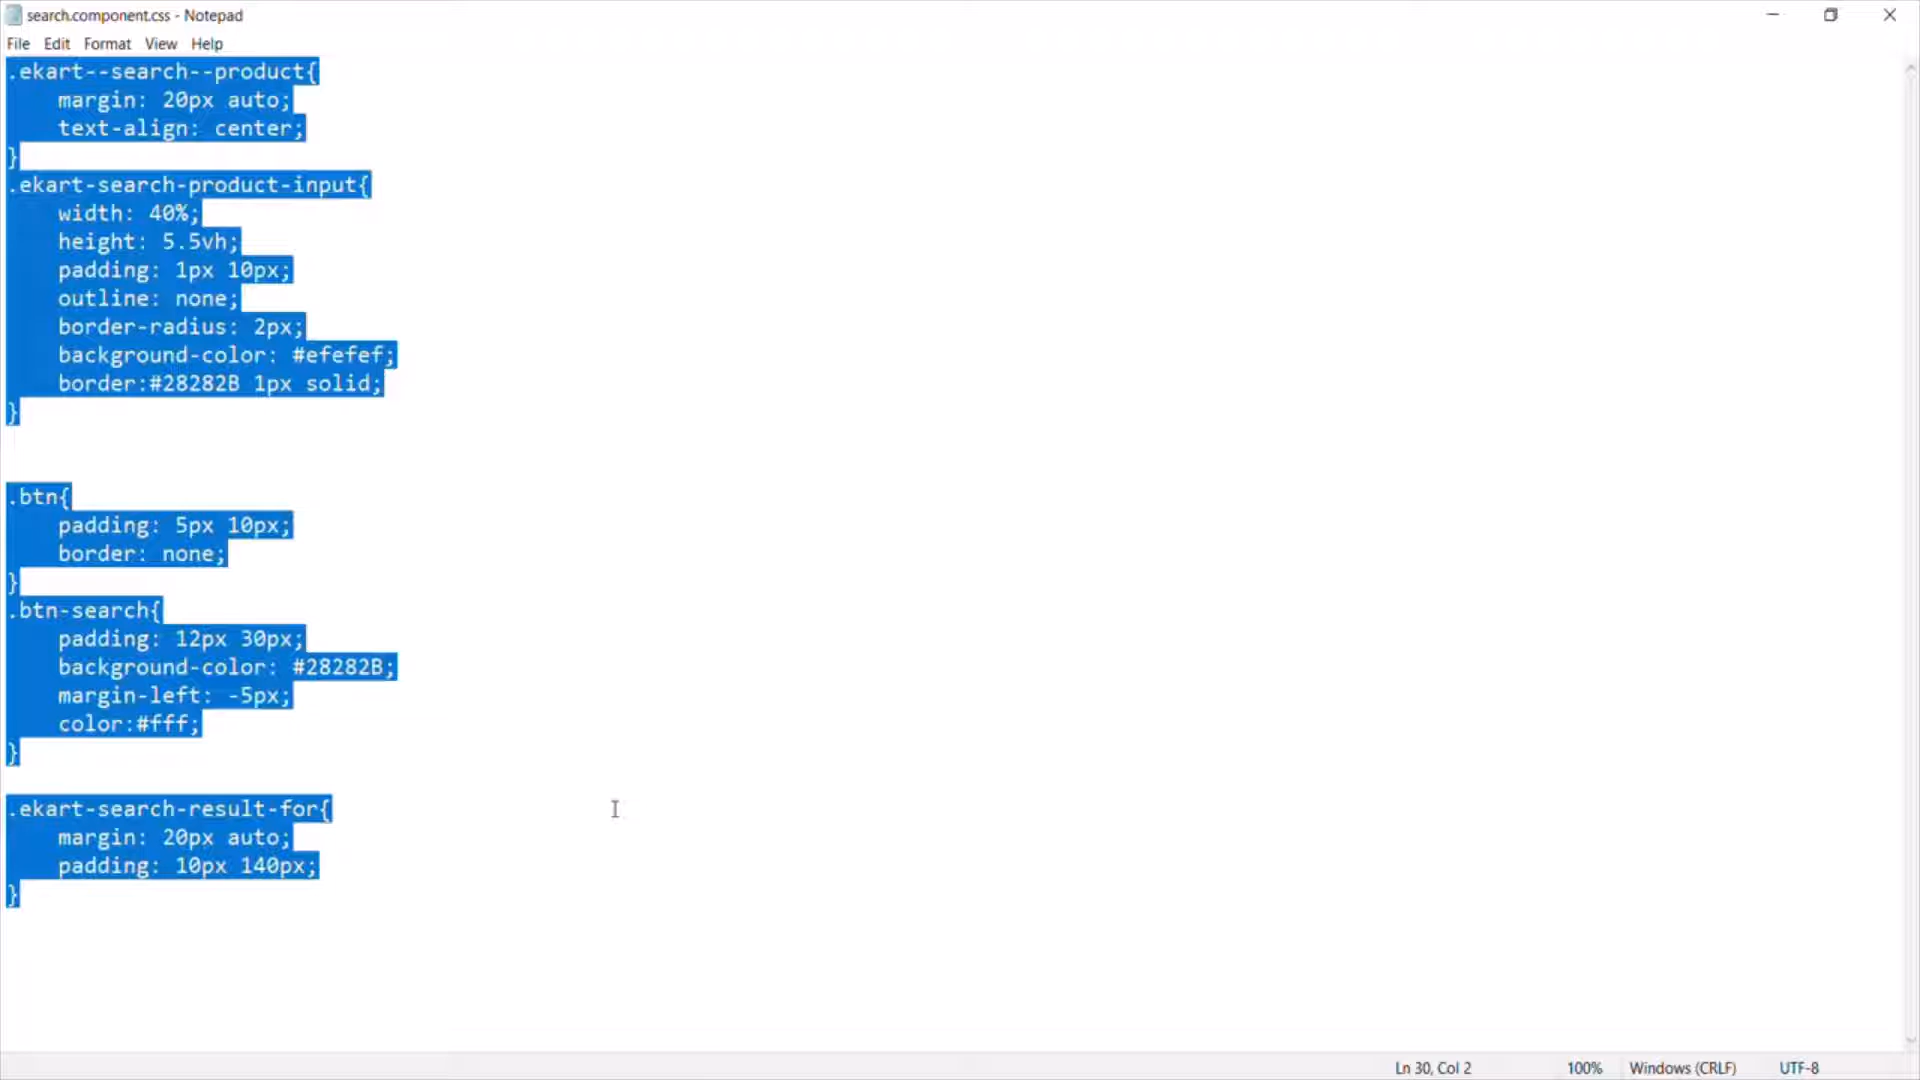 search.component.css - Notepad
File Edit Format View Help
.ekart--search--product{
    margin: 20px auto;
    text-align: center;
}
.ekart-search-product-input{
    width: 40%;
    height: 5.5vh;
    padding: 1px 10px;
    outline: none;
    border-radius: 2px;
    background-color: #efefef;
    border:#28282B 1px solid;
}
.btn{
    padding: 5px 10px;
    border: none;
}
.btn-search{
    padding: 12px 30px;
    background-color: #28282B;
    margin-left: -5px;
    color:#fff;
}
.ekart-search-result-for{
    margin: 20px auto;
    padding: 10px 140px;
}
Ln 30, Col 2 100% Windows (CRLF) UTF-8